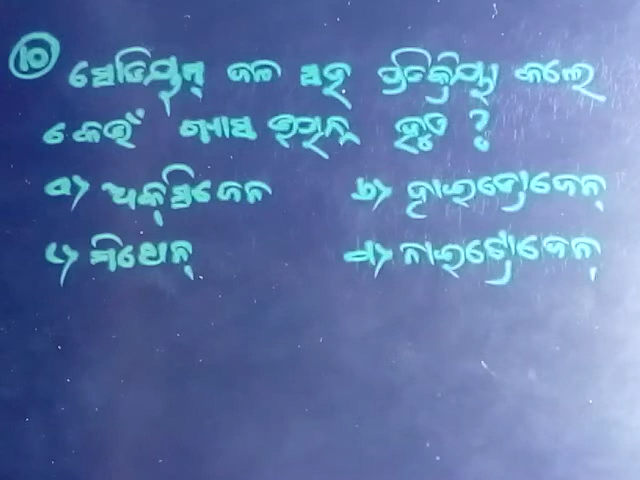 ୧୦ ସୋଡିୟମ୍ ଜଳ ସହ ପ୍ରତିକ୍ରିୟା କଲେ
କେଉଁ ଗ୍ୟାସ ଉତ୍ପନ୍ନ ହୁଏ ?
a) ଅକ୍ସିଜେନ b) ହାଇଡ୍ରୋଜେନ୍
c) ମିଥେନ୍ d) ନାଇଟ୍ରୋଜେନ୍